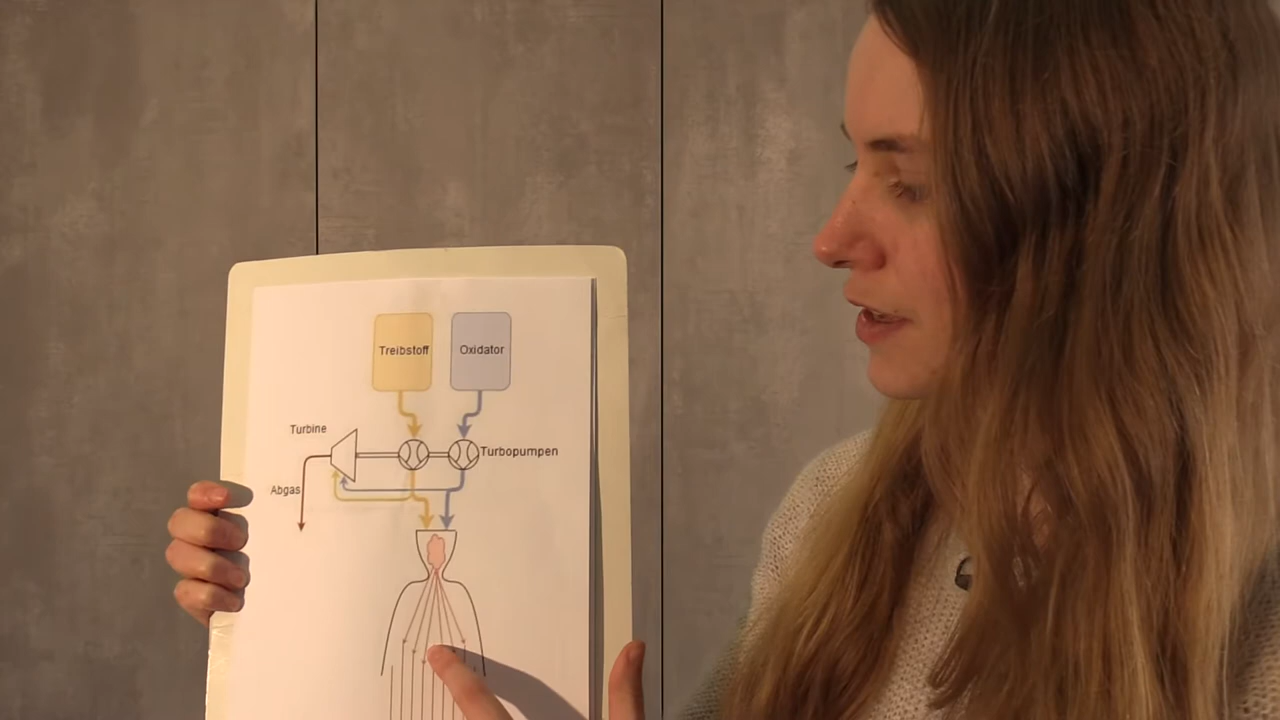 Treibstoff
Oxidator
Turbine
Turbopumpen
Abgas